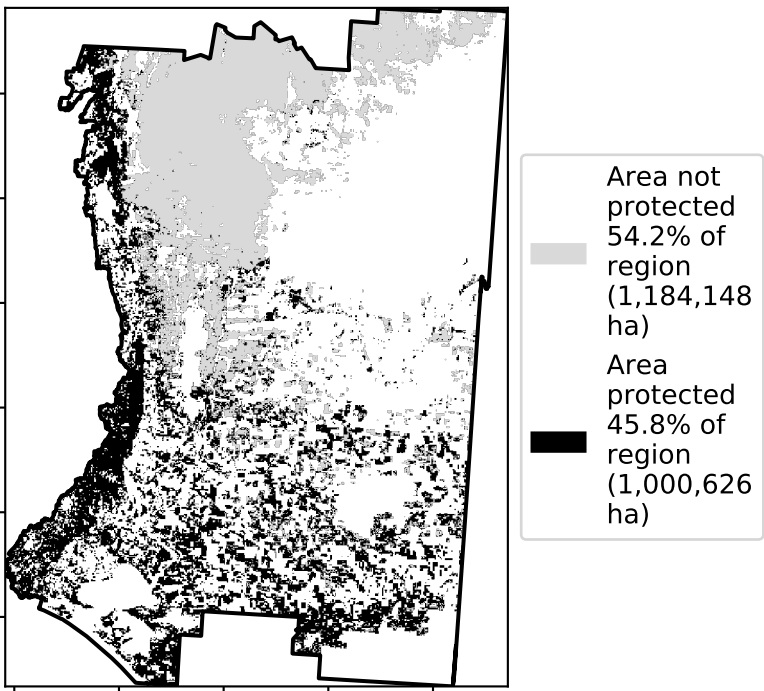 Area not
protected
54.2% of
region
(1,184,148
ha)
Area
protected
45.8% of
region
(1,000,626
ha)